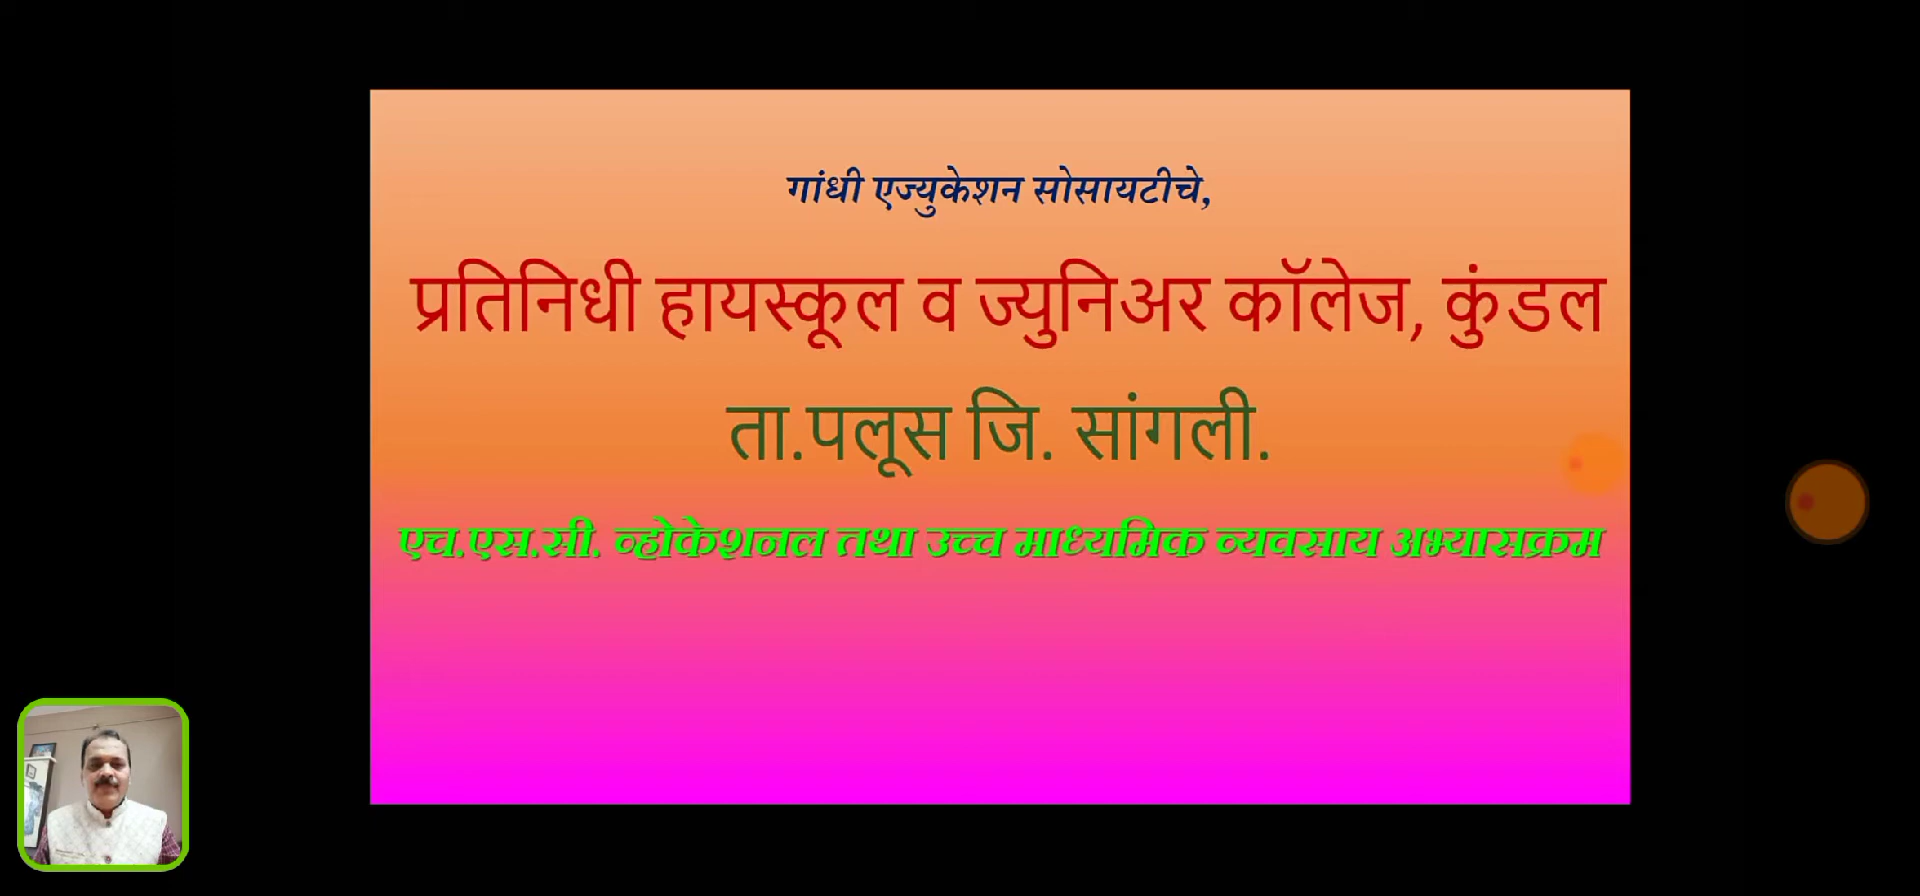 गांधी एज्युकेशन सोसायटीचे,
प्रतिनिधी हायस्कूल व ज्युनिअर कॉलेज, कुंडल
ता.पलूस जि. सांगली.
एच.एस.सी. व्होकेशनल तथा उच्च माध्यमिक व्यवसाय अभ्यासक्रम